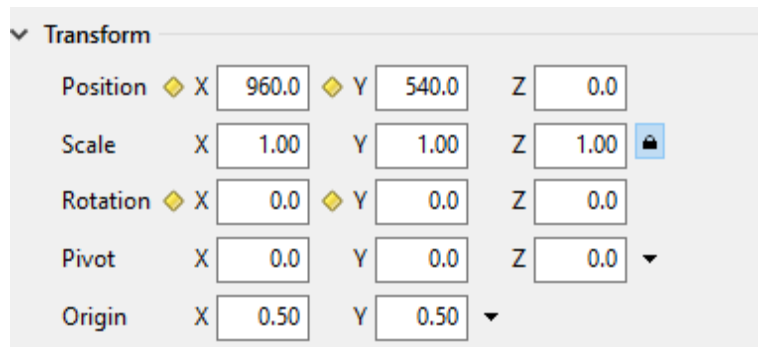 Transform
Position X 960.0 Y 540.0 Z 0.0
Scale X 1.00 Y 1.00 Z 1.00
Rotation X 0.0 Y 0.0 Z 0.0
Pivot X 0.0 Y 0.0 Z 0.0
Origin X 0.50 Y 0.50